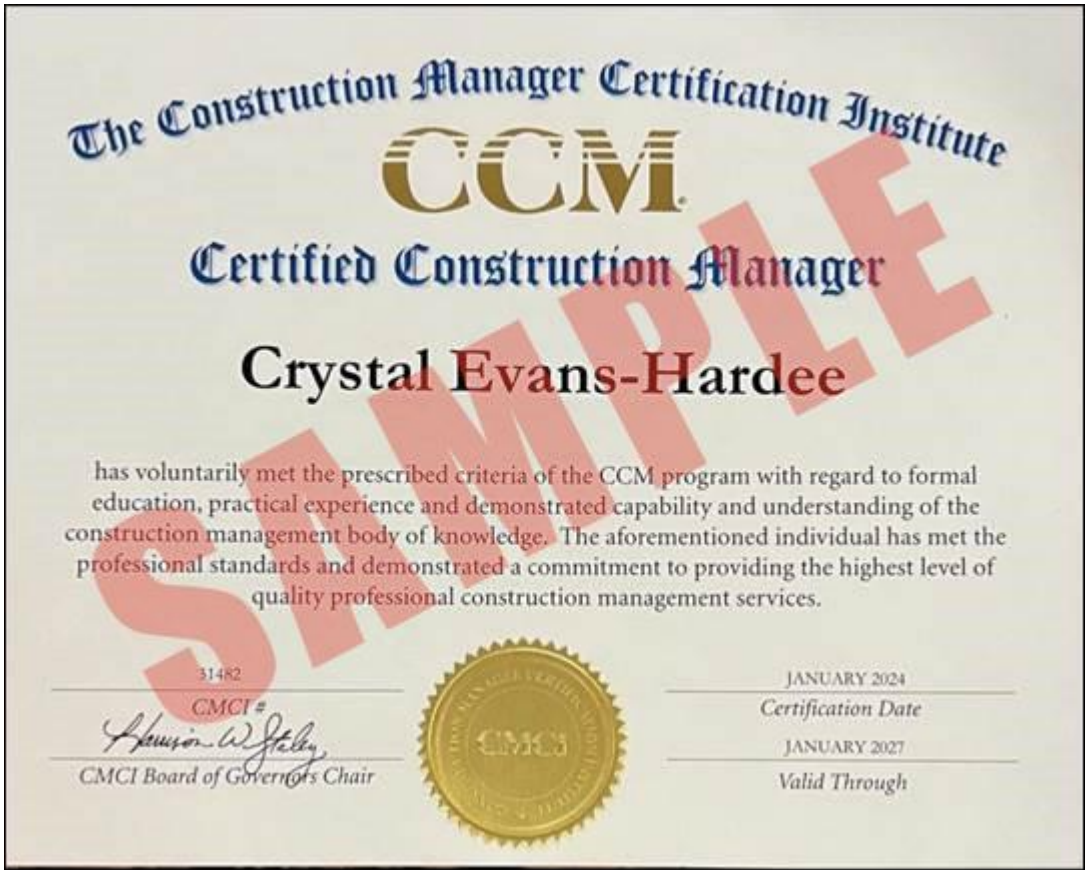 The Construction Manager Certification Institute
CCM
Certified Construction Manager
Crystal Evans-Hardee
has voluntarily met the prescribed criteria of the CCM program with regard to formal
education, practical experience and demonstrated capability and understanding of the
construction management body of knowledge. The aforementioned individual has met the
professional standards and demonstrated a commitment to providing the highest level of
quality professional construction management services.
SAMPLE
31482
CMCI #
Harrison W. Staley
CMCI Board of Governors Chair
CMCI
JANUARY 2024
Certification Date
JANUARY 2027
Valid Through